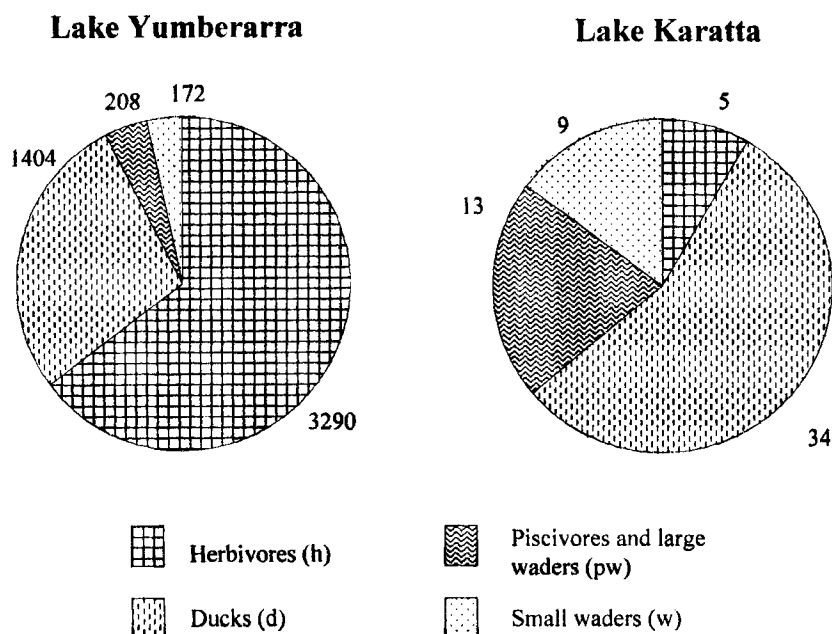 Lake Yumberarra
Lake Karatta
208
172
1404
3290
5
9
13
34
Herbivores (h)
Piscivores and large
waders (pw)
Ducks (d)
Small waders (w)